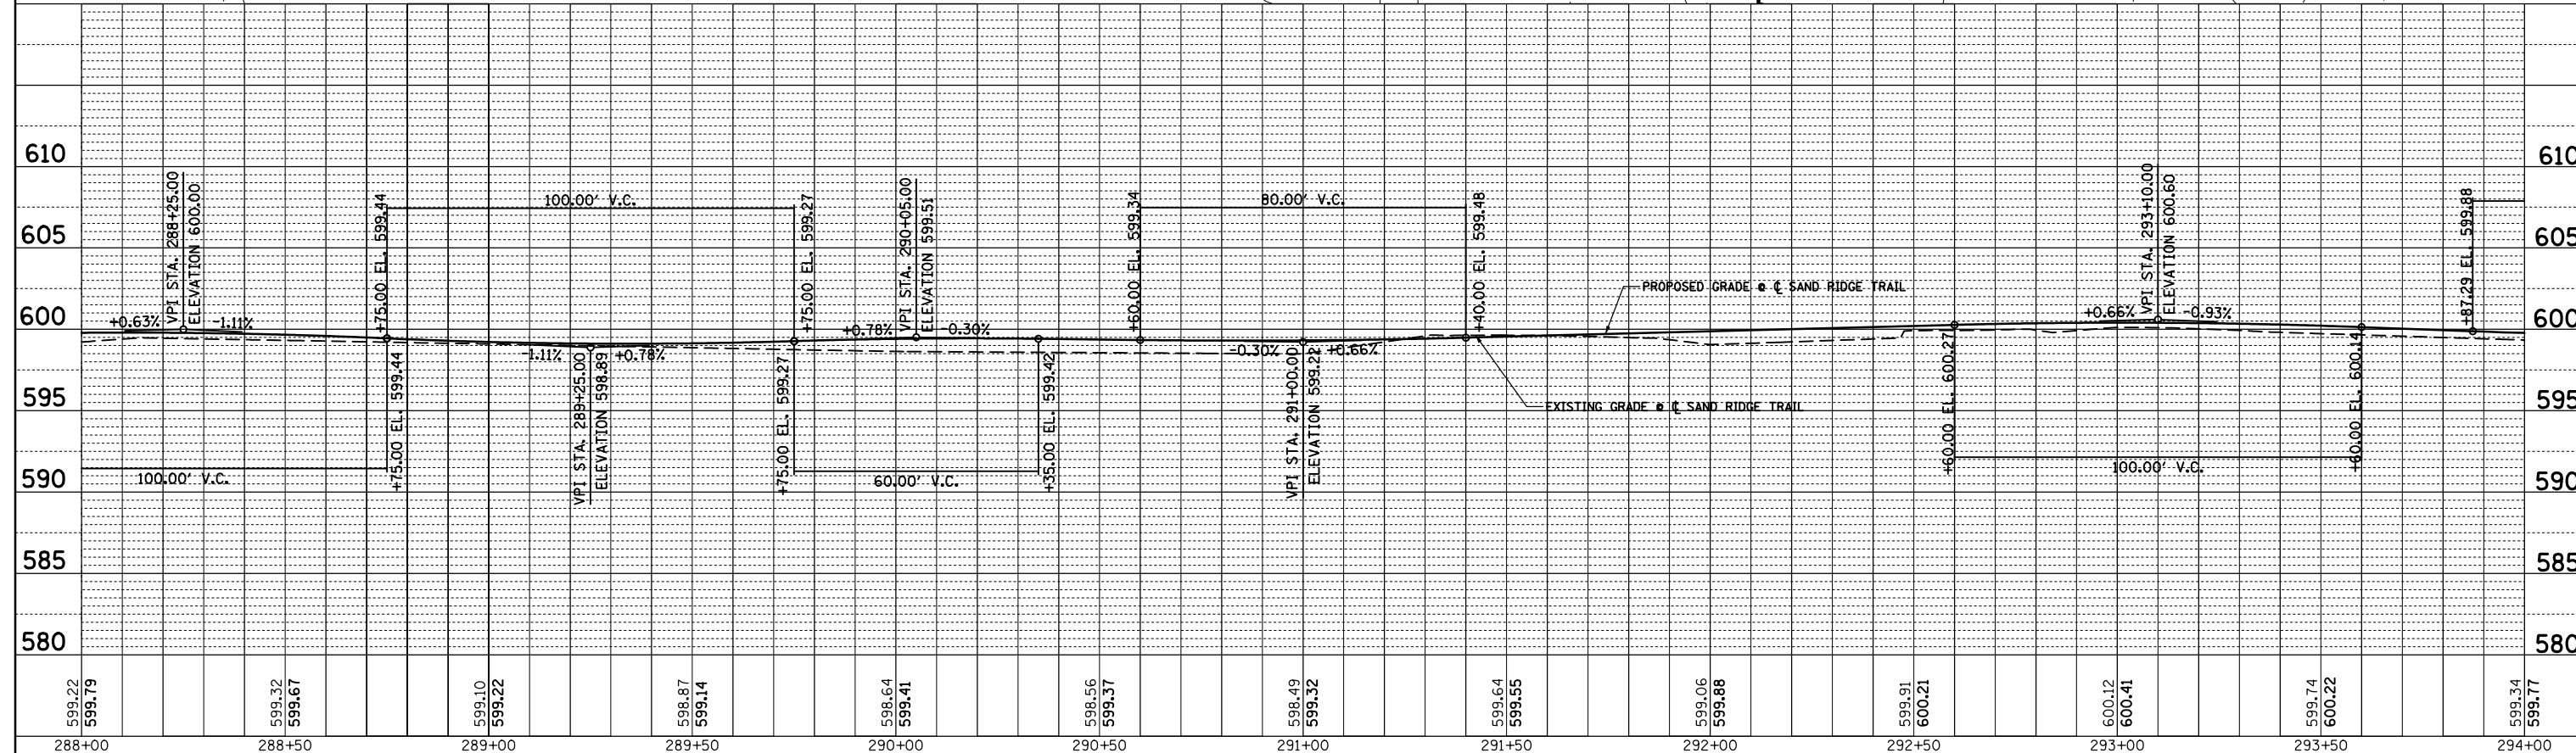 610
610
605
605
600
600
595
595
590
590
585
585
580
580
VPI STA. 288+25.00
ELEVATION 600.00
+0.63%
-1.11%
100.00' V.C.
+75.00 EL. 599.44
+75.00 EL. 599.44
100.00' V.C.
-1.11%
+0.78%
VPI STA. 289+25.00
ELEVATION 598.89
+75.00 EL. 599.27
+75.00 EL. 599.27
+0.78%
VPI STA. 290+05.00
ELEVATION 599.51
-0.30%
60.00' V.C.
+35.00 EL. 599.42
+60.00 EL. 599.34
80.00' V.C.
-0.30%
+0.66%
VPI STA. 291+00.00
ELEVATION 599.22
+40.00 EL. 599.48
PROPOSED GRADE @ ℄ SAND RIDGE TRAIL
EXISTING GRADE @ ℄ SAND RIDGE TRAIL
+60.00 EL. 600.27
+0.66%
VPI STA. 293+10.00
ELEVATION 600.60
-0.93%
100.00' V.C.
+60.00 EL. 600.14
+87.29 EL. 599.88
599.22
599.79
599.32
599.67
599.10
599.22
598.87
599.14
598.64
599.41
598.56
599.37
598.49
599.32
599.64
599.55
599.06
599.88
599.91
600.21
600.12
600.41
599.74
600.22
599.34
599.77
288+00
288+50
289+00
289+50
290+00
290+50
291+00
291+50
292+00
292+50
293+00
293+50
294+00